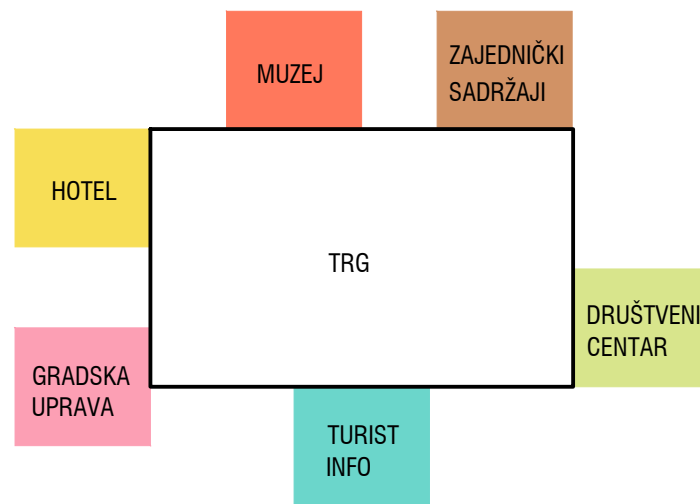 MUZEJ
ZAJEDNIČKI
SADRŽAJI
HOTEL
TRG
DRUŠTVENI
CENTAR
GRADSKA
UPRAVA
TURIST
INFO